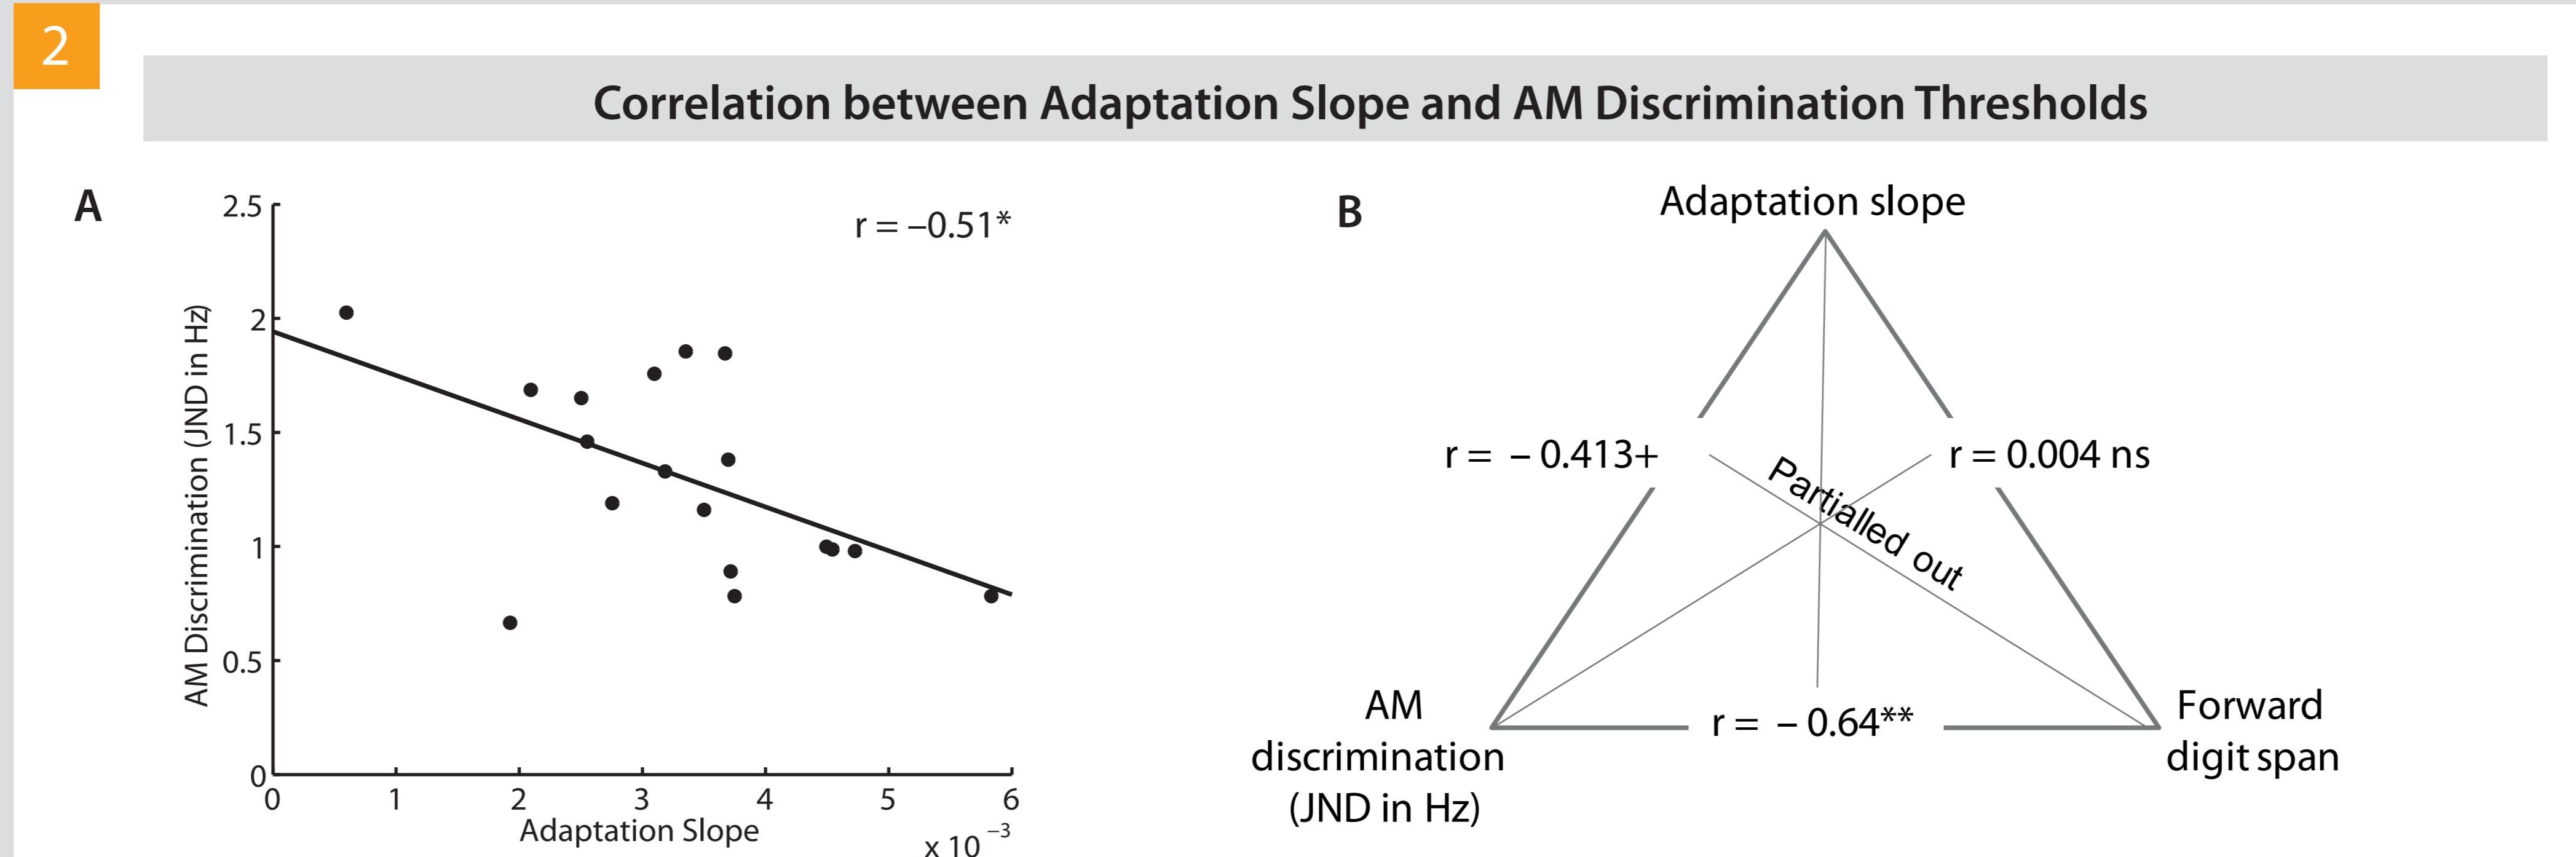 2
Correlation between Adaptation Slope and AM Discrimination Thresholds
A
r = –0.51*
AM Discrimination (JND in Hz)
2.5
2
1.5
1
0.5
0
0 1 2 3 4 5 6
Adaptation Slope
x 10 –3
B
Adaptation slope
r = – 0.413+
r = 0.004 ns
Partialled out
r = – 0.64**
AM
discrimination
(JND in Hz)
Forward
digit span